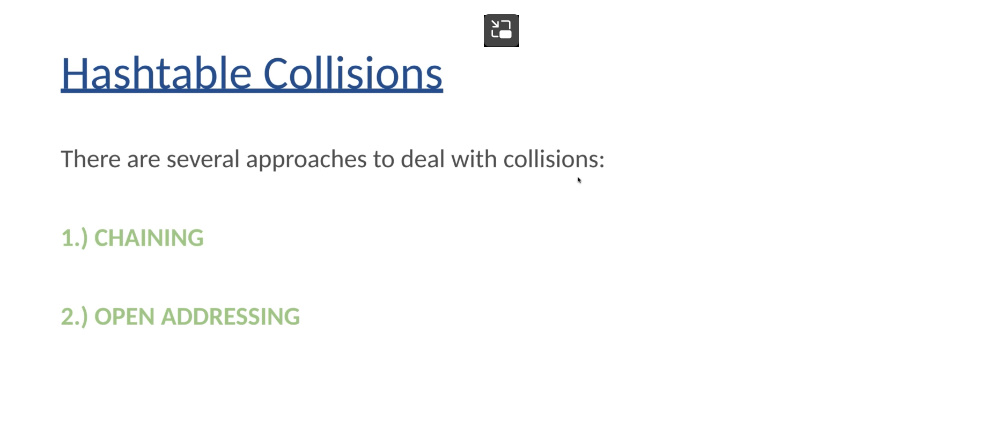 Hashtable Collisions
There are several approaches to deal with collisions:
1.) CHAINING
2.) OPEN ADDRESSING